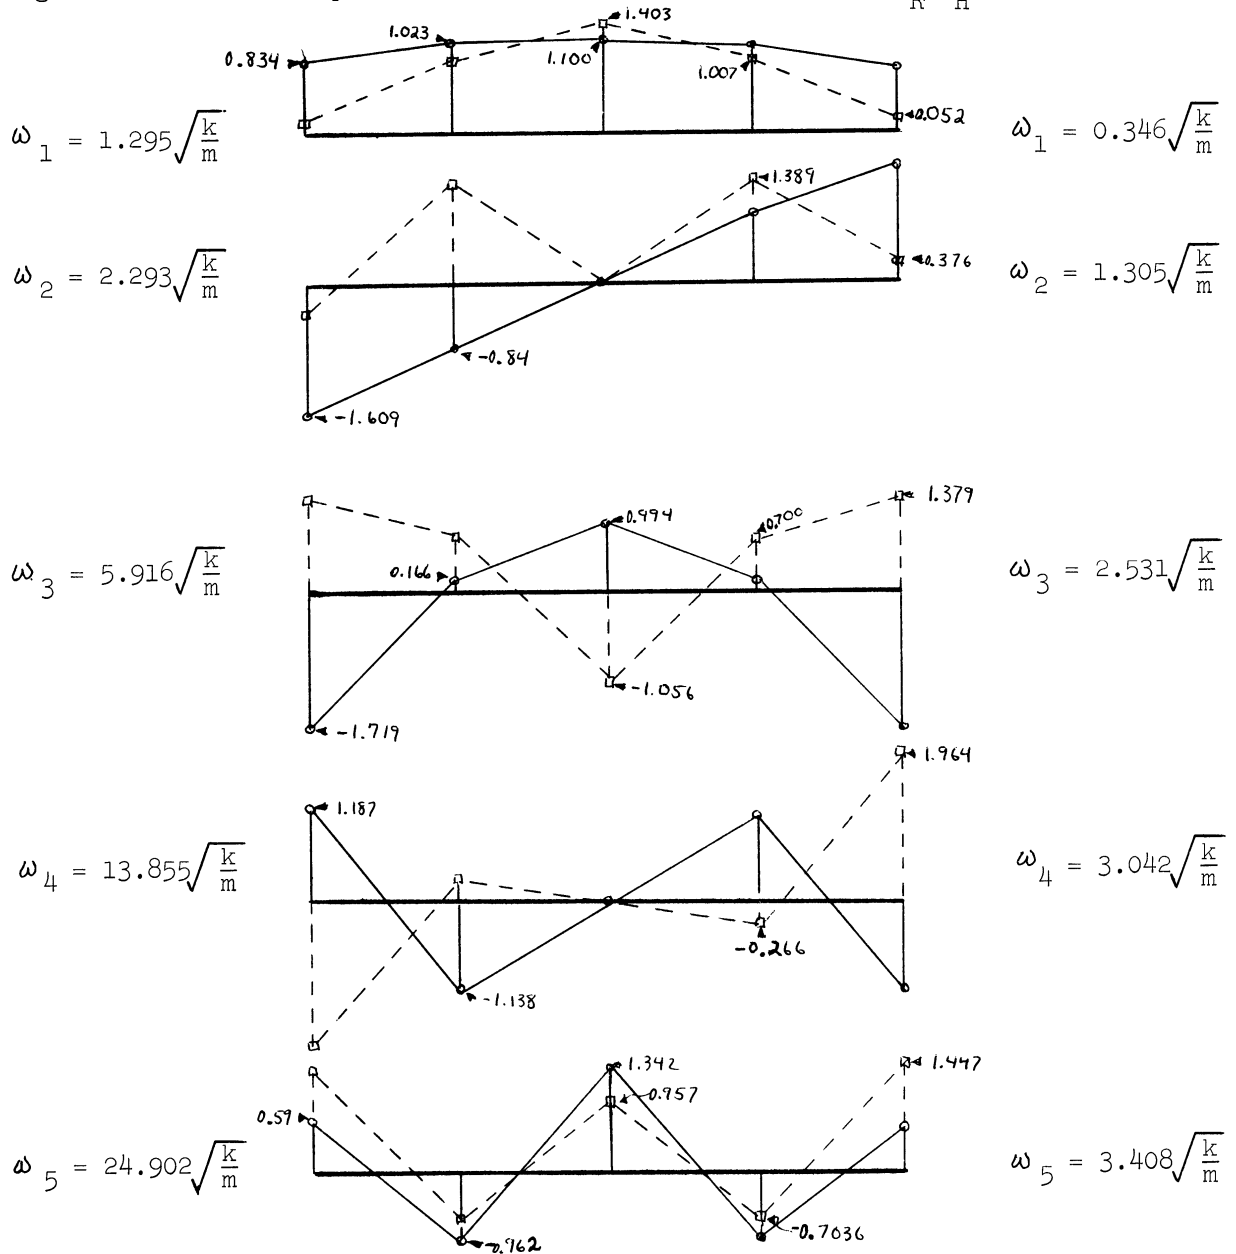 R H
1.403
1.023
0.834
1.100
1.007
0.052
ω1 = 1.295√k/m
ω1 = 0.346√k/m
1.389
0.376
ω2 = 2.293√k/m
ω2 = 1.305√k/m
-0.84
-1.609
1.379
0.994
0.700
0.166
ω3 = 5.916√k/m
ω3 = 2.531√k/m
-1.056
-1.719
1.964
1.187
ω4 = 13.855√k/m
ω4 = 3.042√k/m
-0.266
-1.138
1.342
1.447
0.957
0.59
ω5 = 24.902√k/m
ω5 = 3.408√k/m
-0.7036
-0.962